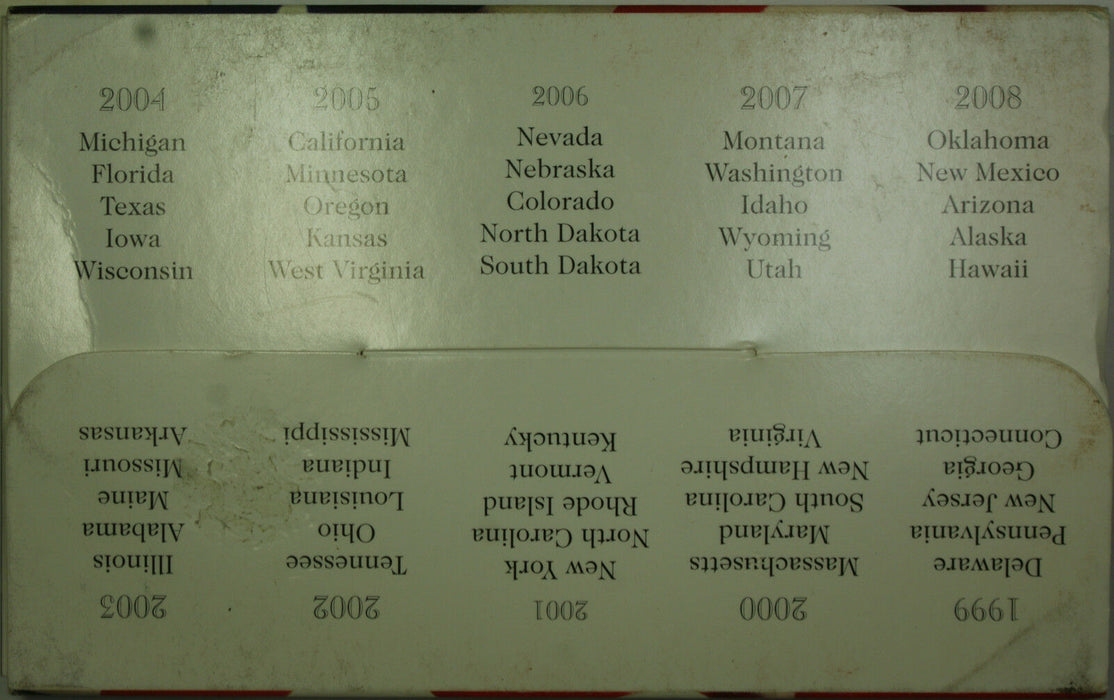 2004
Michigan
Florida
Texas
Iowa
Wisconsin
2005
California
Minnesota
Oregon
Kansas
West Virginia
2006
Nevada
Nebraska
Colorado
North Dakota
South Dakota
2007
Montana
Washington
Idaho
Wyoming
Utah
2008
Oklahoma
New Mexico
Arizona
Alaska
Hawaii
1999
Delaware
Pennsylvania
New Jersey
Georgia
Connecticut
2000
Massachusetts
Maryland
South Carolina
New Hampshire
Virginia
2001
New York
North Carolina
Rhode Island
Vermont
Kentucky
2002
Tennessee
Ohio
Louisiana
Indiana
Mississippi
2003
Illinois
Alabama
Maine
Missouri
Arkansas